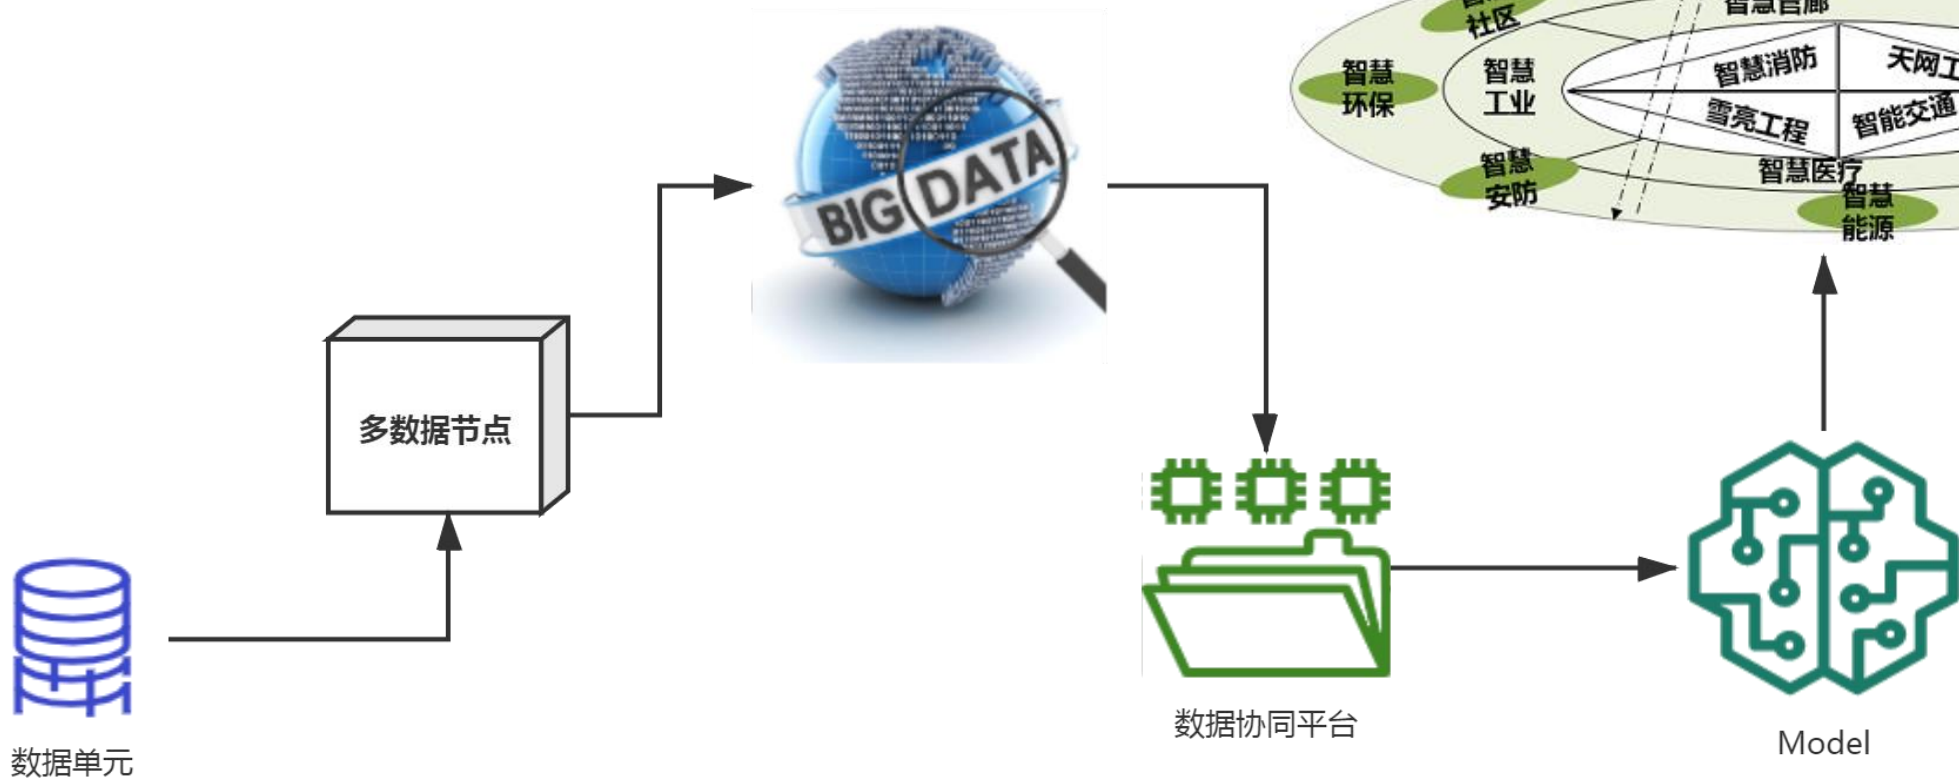 社区
智慧管廊
智慧
环保
智慧
工业
智慧消防
天网工
雪亮工程
智能交通
智慧
安防
智慧医疗
智慧
能源
BIG DATA
多数据节点
数据单元
数据协同平台
Model